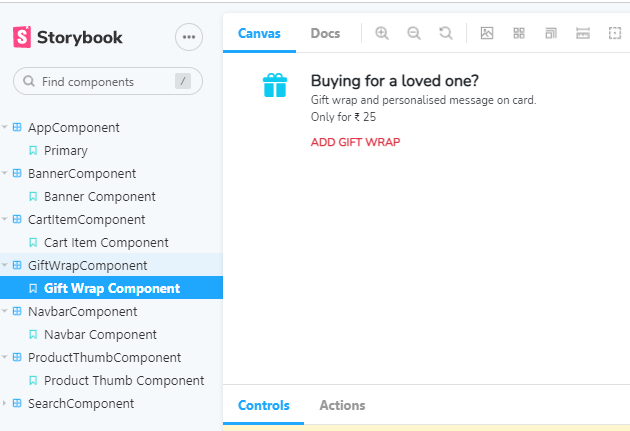 Storybook
Find components
/
AppComponent
Primary
BannerComponent
Banner Component
CartItemComponent
Cart Item Component
GiftWrapComponent
Gift Wrap Component
NavbarComponent
Navbar Component
ProductThumbComponent
Product Thumb Component
SearchComponent
Canvas Docs
Buying for a loved one?
Gift wrap and personalised message on card.
Only for ₹ 25
ADD GIFT WRAP
Controls Actions